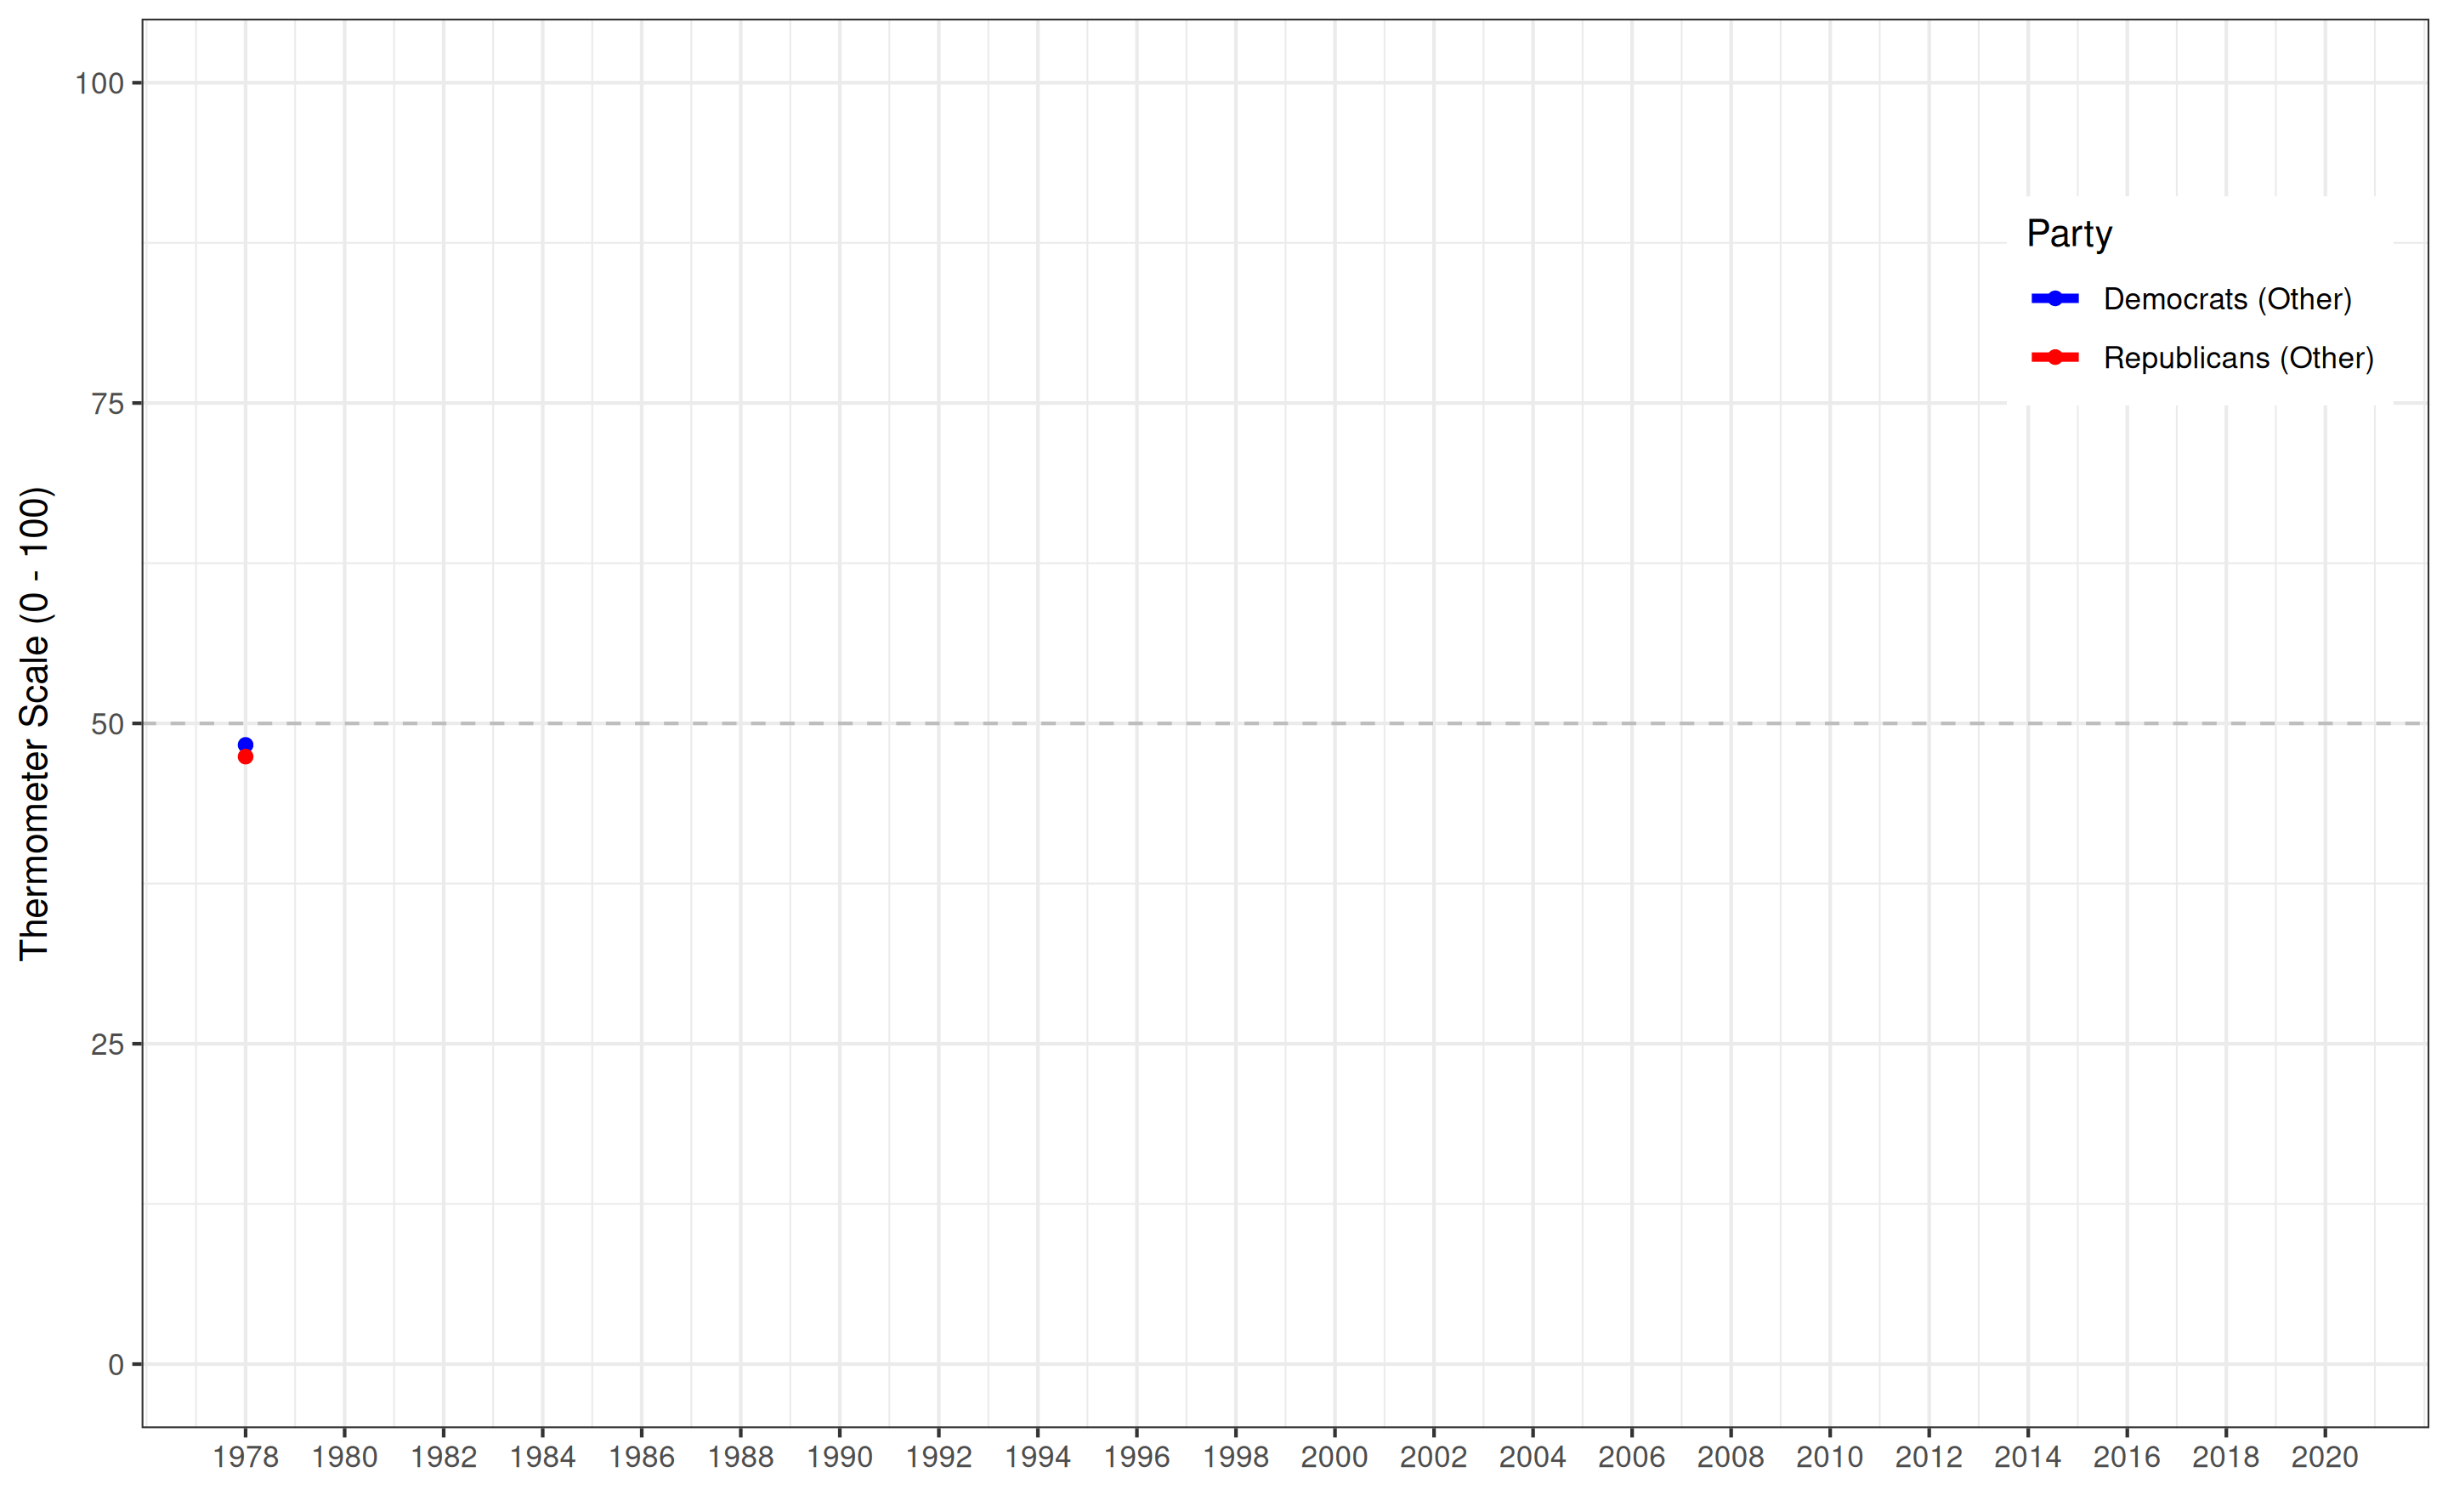 100
75
50
25
0
Thermometer Scale (0 - 100)
Party
Democrats (Other)
Republicans (Other)
1978 1980 1982 1984 1986 1988 1990 1992 1994 1996 1998 2000 2002 2004 2006 2008 2010 2012 2014 2016 2018 2020